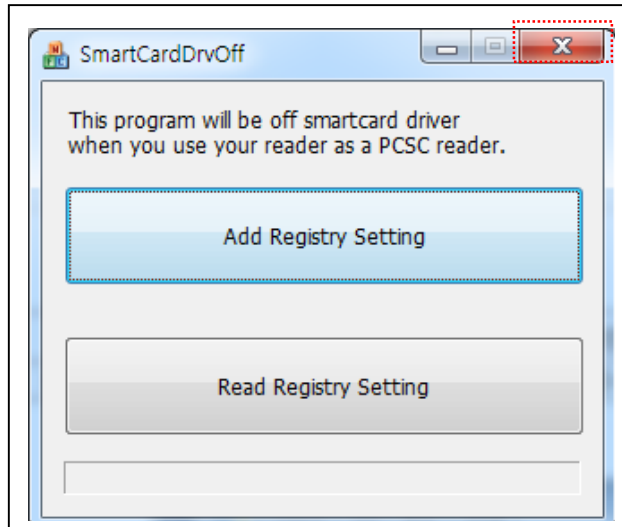 SmartCardDrvOff
This program will be off smartcard driver
when you use your reader as a PCSC reader.
Add Registry Setting
Read Registry Setting